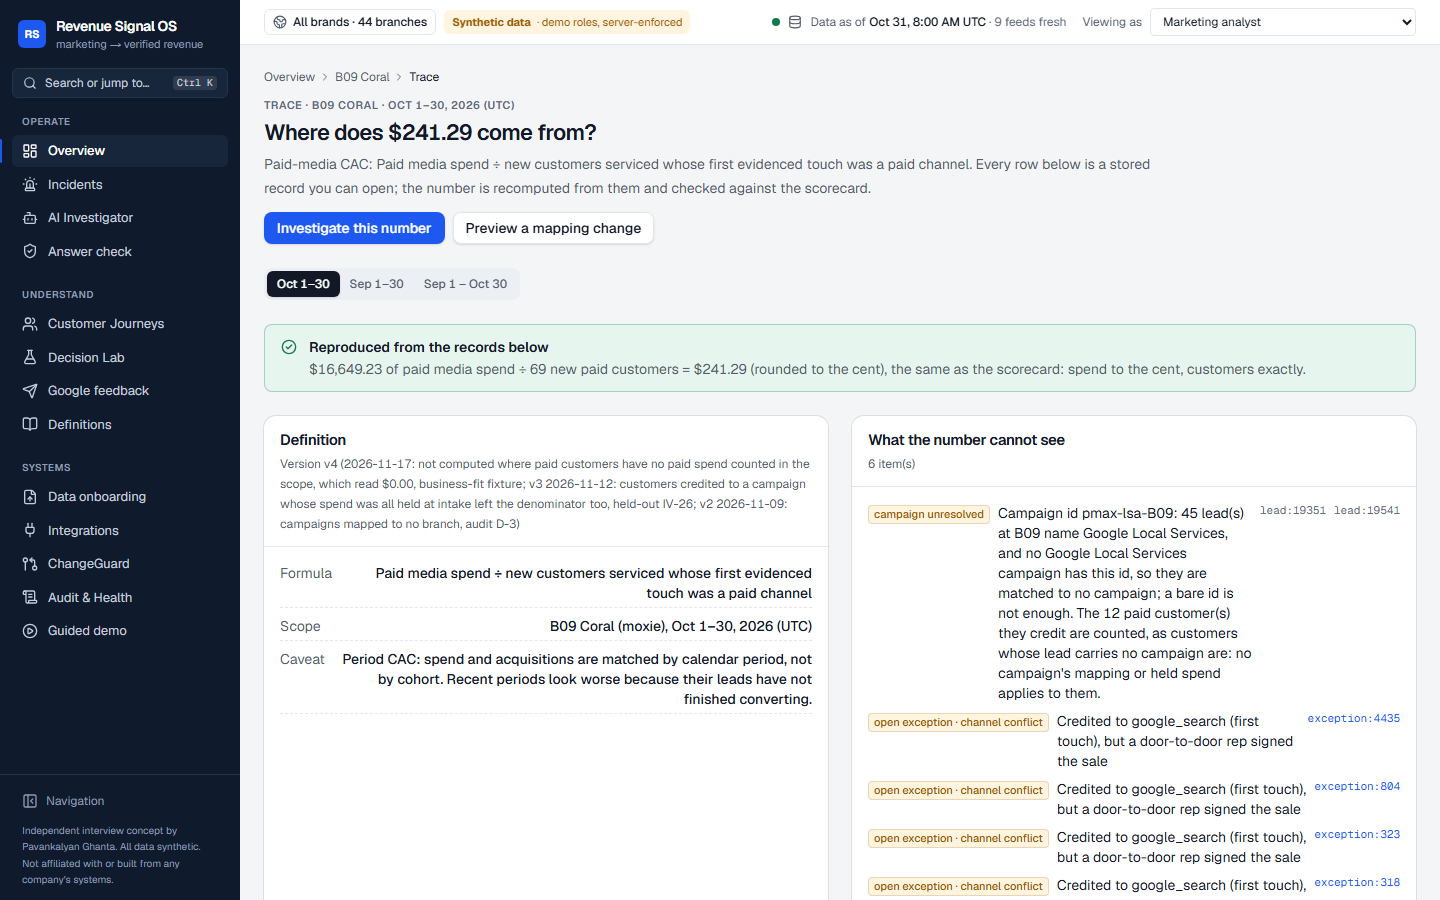 RS
Revenue Signal OS
marketing → verified revenue
Search or jump to…
Ctrl K
OPERATE
Overview
Incidents
AI Investigator
Answer check
UNDERSTAND
Customer Journeys
Decision Lab
Google feedback
Definitions
SYSTEMS
Data onboarding
Integrations
ChangeGuard
Audit & Health
Guided demo
Navigation
Independent interview concept by
Pavankalyan Ghanta. All data synthetic.
Not affiliated with or built from any
company's systems.
All brands · 44 branches
Synthetic data · demo roles, server-enforced
Data as of Oct 31, 8:00 AM UTC · 9 feeds fresh
Viewing as
Marketing analyst
Overview > B09 Coral > Trace
TRACE · B09 CORAL · OCT 1–30, 2026 (UTC)
Where does $241.29 come from?
Paid-media CAC: Paid media spend ÷ new customers serviced whose first evidenced touch was a paid channel. Every row below is a stored
record you can open; the number is recomputed from them and checked against the scorecard.
Investigate this number
Preview a mapping change
Oct 1–30
Sep 1–30
Sep 1 – Oct 30
Reproduced from the records below
$16,649.23 of paid media spend ÷ 69 new paid customers = $241.29 (rounded to the cent), the same as the scorecard: spend to the cent, customers exactly.
Definition
Version v4 (2026-11-17: not computed where paid customers have no paid spend counted in the
scope, which read $0.00, business-fit fixture; v3 2026-11-12: customers credited to a campaign
whose spend was all held at intake left the denominator too, held-out IV-26; v2 2026-11-09:
campaigns mapped to no branch, audit D-3)
Formula
Paid media spend ÷ new customers serviced whose first evidenced
touch was a paid channel
Scope
B09 Coral (moxie), Oct 1–30, 2026 (UTC)
Caveat
Period CAC: spend and acquisitions are matched by calendar period, not
by cohort. Recent periods look worse because their leads have not
finished converting.
What the number cannot see
6 item(s)
campaign unresolved
Campaign id pmax-lsa-B09: 45 lead(s)
at B09 name Google Local Services,
and no Google Local Services
campaign has this id, so they are
matched to no campaign; a bare id is
not enough. The 12 paid customer(s)
they credit are counted, as customers
whose lead carries no campaign are: no
campaign's mapping or held spend
applies to them.
lead:19351 lead:19541
open exception · channel conflict
Credited to google_search (first
touch), but a door-to-door rep signed
the sale
exception:4435
open exception · channel conflict
Credited to google_search (first touch),
but a door-to-door rep signed the sale
exception:804
open exception · channel conflict
Credited to google_search (first touch),
but a door-to-door rep signed the sale
exception:323
open exception · channel conflict
Credited to google_search (first touch),
exception:318